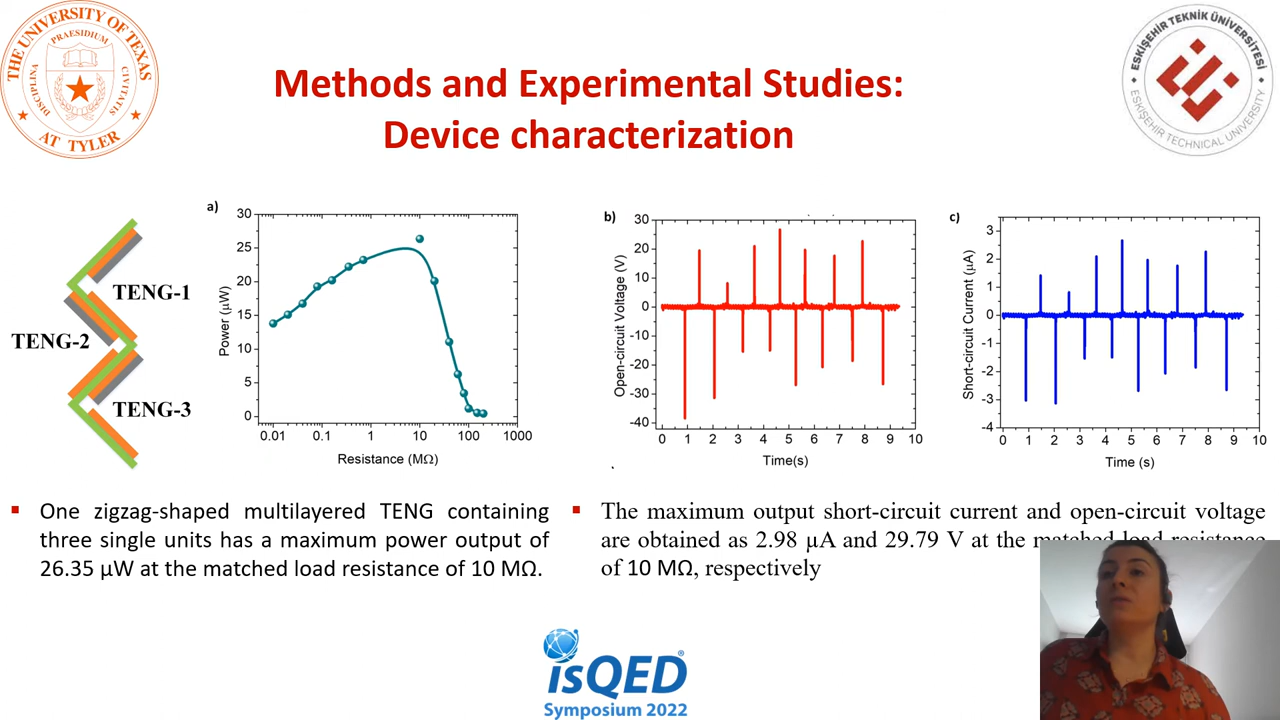 THE UNIVERSITY OF TEXAS
PRAESIDIUM
DISCIPLINA
CIVITATIS
AT TYLER
Methods and Experimental Studies:
Device characterization
ESKİŞEHİR TEKNİK ÜNİVERSİTESİ
ESKİŞEHİR TECHNICAL UNIVERSITY
TENG-1
TENG-2
TENG-3
a)
30
25
20
15
10
5
0
Power (μW)
0.01 0.1 1 10 100 1000
Resistance (MΩ)
b)
30
20
10
0
-10
-20
-30
-40
Open-circuit Voltage (V)
0 1 2 3 4 5 6 7 8 9 10
Time(s)
c)
3
2
1
0
-1
-2
-3
-4
Short-circuit Current (μA)
0 1 2 3 4 5 6 7 8 9 10
Time (s)
▪ One zigzag-shaped multilayered TENG containing
three single units has a maximum power output of
26.35 μW at the matched load resistance of 10 MΩ.
▪ The maximum output short-circuit current and open-circuit voltage
are obtained as 2.98 μA and 29.79 V at the matched load resistance
of 10 MΩ, respectively
isQED®
Symposium 2022